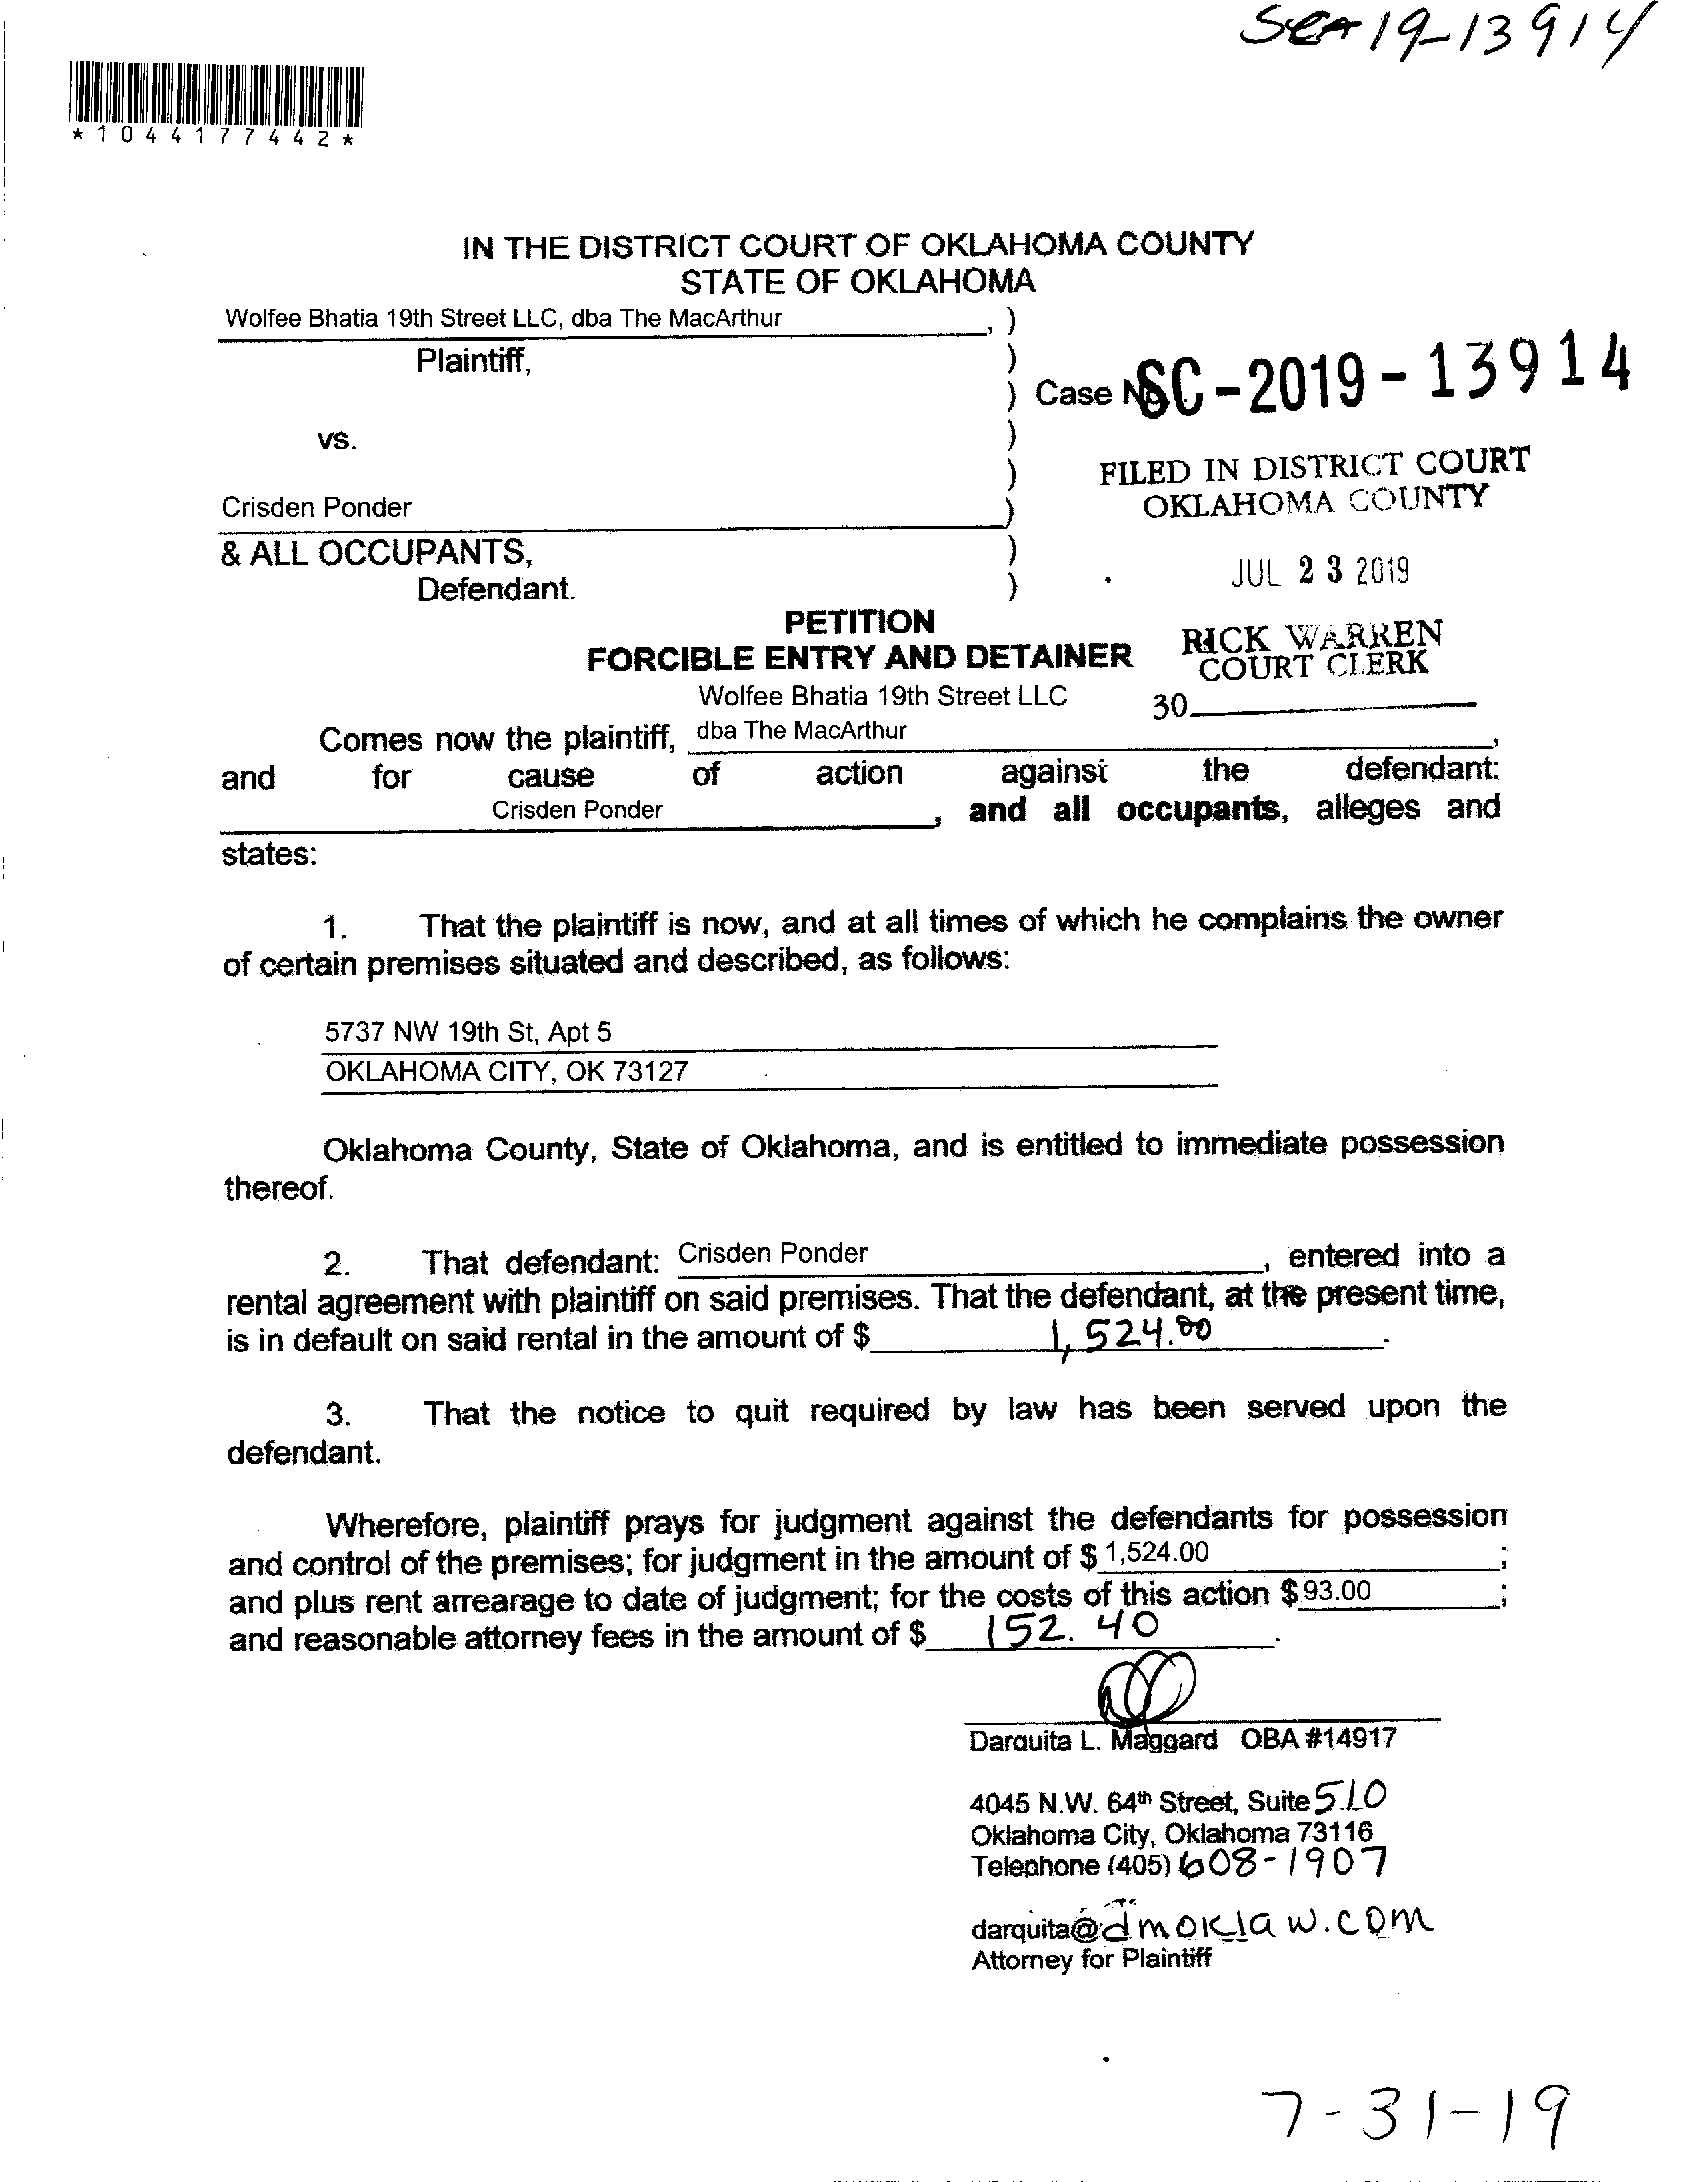 SCA 19-13914
*1044177442*
IN THE DISTRICT COURT OF OKLAHOMA COUNTY
STATE OF OKLAHOMA
Wolfee Bhatia 19th Street LLC, dba The MacArthur , )
Plaintiff, )
) Case No SC-2019-13914
vs. )
) FILED IN DISTRICT COURT
OKLAHOMA COUNTY
Crisden Ponder )
& ALL OCCUPANTS, )
JUL 23 2019
Defendant. )
PETITION
RICK WARREN
FORCIBLE ENTRY AND DETAINER
COURT CLERK
Wolfee Bhatia 19th Street LLC
30
Comes now the plaintiff, dba The MacArthur ,
and for cause of action against the defendant:
Crisden Ponder , and all occupants, alleges and
states:
1. That the plaintiff is now, and at all times of which he complains the owner
of certain premises situated and described, as follows:
5737 NW 19th St, Apt 5
OKLAHOMA CITY, OK 73127
Oklahoma County, State of Oklahoma, and is entitled to immediate possession
thereof.
2. That defendant: Crisden Ponder , entered into a
rental agreement with plaintiff on said premises. That the defendant, at the present time,
is in default on said rental in the amount of $ 1,524.00 .
3. That the notice to quit required by law has been served upon the
defendant.
Wherefore, plaintiff prays for judgment against the defendants for possession
and control of the premises; for judgment in the amount of $ 1,524.00 ;
and plus rent arrearage to date of judgment; for the costs of this action $ 93.00 ;
and reasonable attorney fees in the amount of $ 152.40 .
Darquita L. Maggard OBA #14917
4045 N.W. 64th Street, Suite 510
Oklahoma City, Oklahoma 73116
Telephone (405) 608-1907
darquita@dmoklaw.com
Attorney for Plaintiff
7-31-19